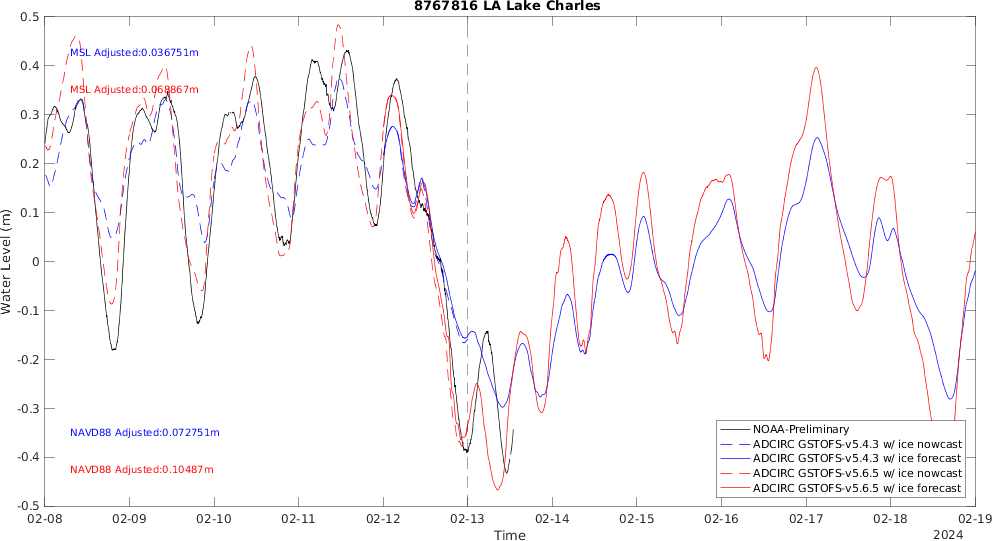 8767816 LA Lake Charles
0.5
0.4
0.3
0.2
0.1
0
-0.1
-0.2
-0.3
-0.4
-0.5
Water Level (m)
MSL Adjusted:0.036751m
MSL Adjusted:0.068867m
NAVD88 Adjusted:0.072751m
NAVD88 Adjusted:0.10487m
NOAA-Preliminary
ADCIRC GSTOFS-v5.4.3 w/ ice nowcast
ADCIRC GSTOFS-v5.4.3 w/ ice forecast
ADCIRC GSTOFS-v5.6.5 w/ ice nowcast
ADCIRC GSTOFS-v5.6.5 w/ ice forecast
02-08 02-09 02-10 02-11 02-12 02-13 02-14 02-15 02-16 02-17 02-18 02-19
Time
2024